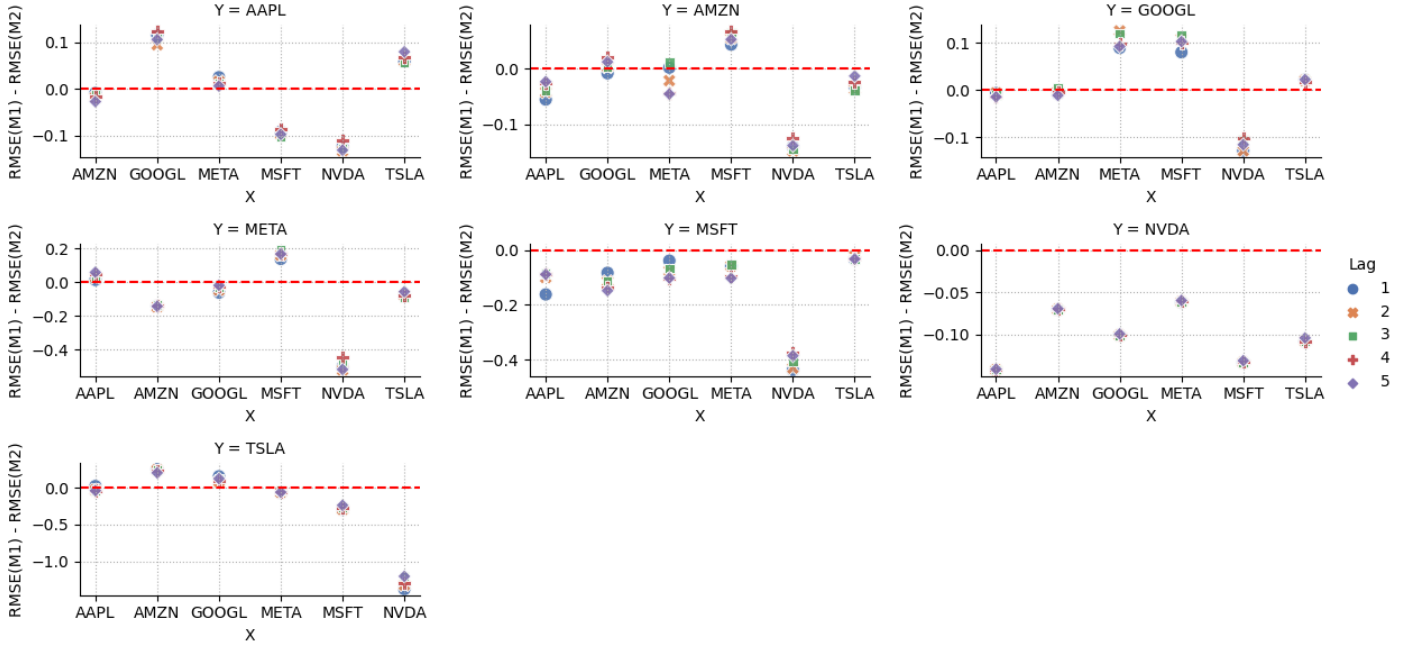 Y = AAPL
RMSE(M1) - RMSE(M2)
0.1
0.0
−0.1
AMZN GOOGL META MSFT NVDA TSLA
X
Y = AMZN
RMSE(M1) - RMSE(M2)
0.0
−0.1
AAPL GOOGL META MSFT NVDA TSLA
X
Y = GOOGL
RMSE(M1) - RMSE(M2)
0.1
0.0
−0.1
AAPL AMZN META MSFT NVDA TSLA
X
Y = META
RMSE(M1) - RMSE(M2)
0.2
0.0
−0.2
−0.4
AAPL AMZN GOOGL MSFT NVDA TSLA
X
Y = MSFT
RMSE(M1) - RMSE(M2)
0.0
−0.2
−0.4
AAPL AMZN GOOGL META NVDA TSLA
X
Y = NVDA
RMSE(M1) - RMSE(M2)
0.00
−0.05
−0.10
AAPL AMZN GOOGL META MSFT TSLA
X
Lag
1
2
3
4
5
Y = TSLA
RMSE(M1) - RMSE(M2)
0.0
−0.5
−1.0
AAPL AMZN GOOGL META MSFT NVDA
X